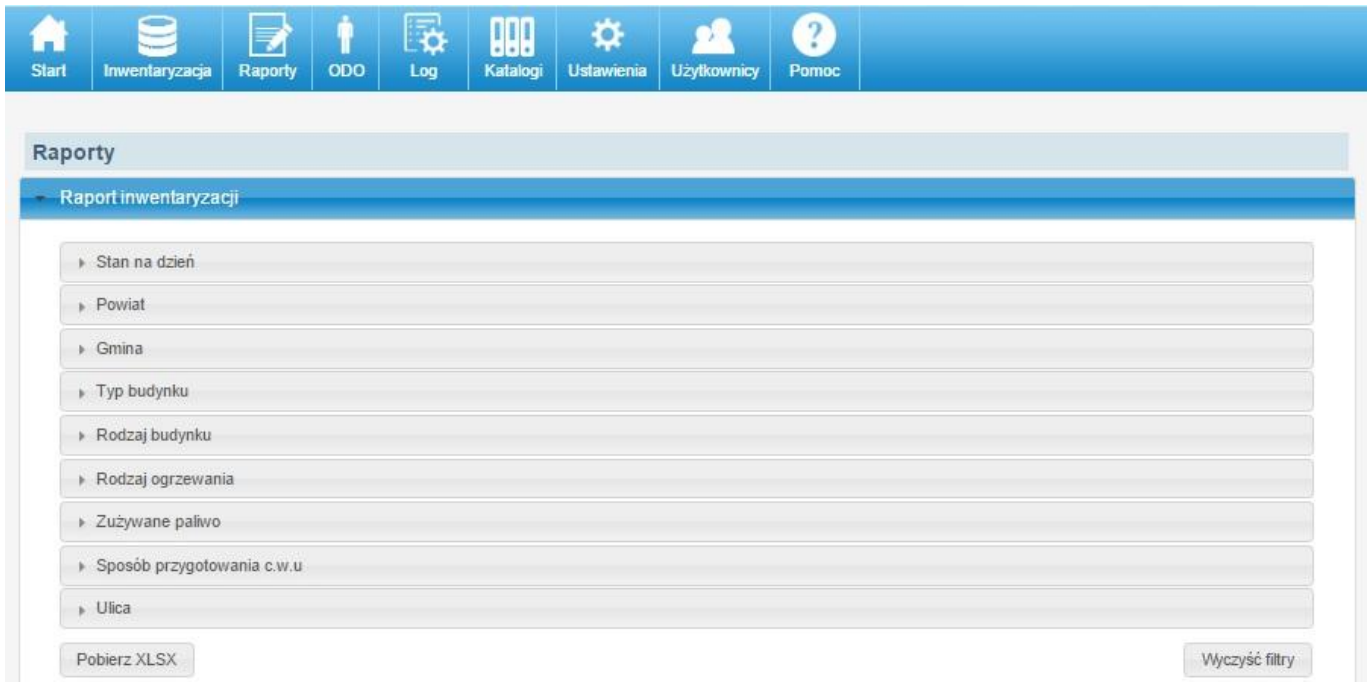 Start Inwentaryzacja Raporty ODO Log Katalogi Ustawienia Użytkownicy Pomoc
Raporty
Raport inwentaryzacji
Stan na dzień
Powiat
Gmina
Typ budynku
Rodzaj budynku
Rodzaj ogrzewania
Zużywane paliwo
Sposób przygotowania c.w.u
Ulica
Pobierz XLSX Wyczyść filtry